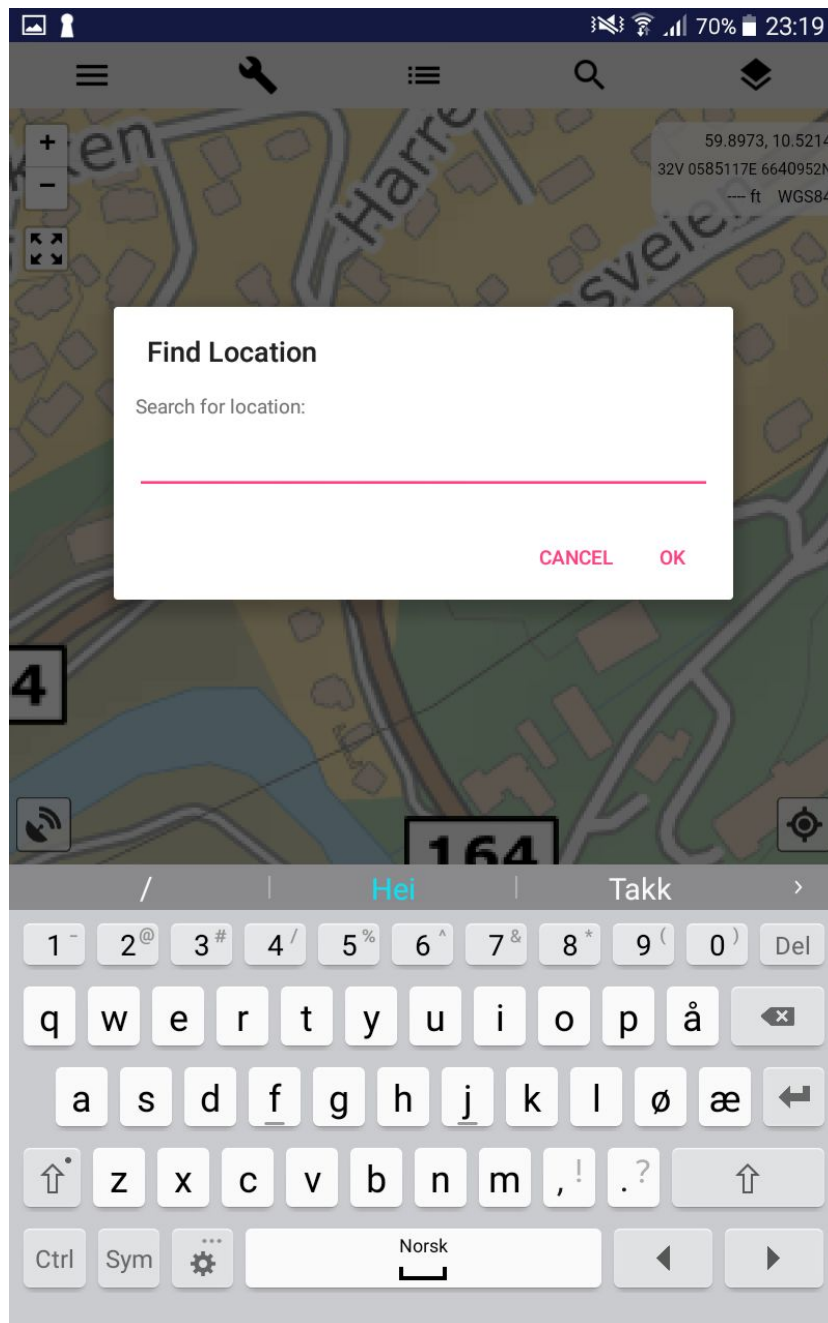 70% 23:19
ken
Harre
nsveien
+
−
59.8973, 10.5214
32V 0585117E 6640952N
--- ft WGS84
Find Location
Search for location:
CANCEL OK
4
164
/ Hei Takk >
1 - 2 @ 3 # 4 / 5 % 6 ^ 7 & 8 * 9 ( 0 ) Del
q w e r t y u i o p å
a s d f g h j k l ø æ
z x c v b n m , ! . ?
Ctrl Sym Norsk